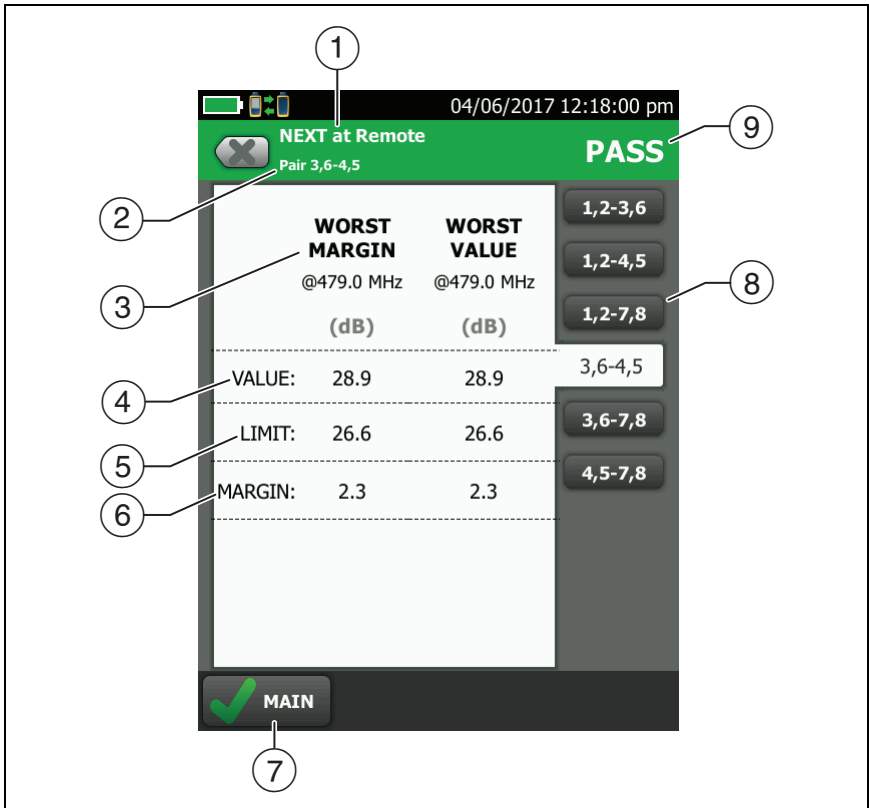 1
04/06/2017 12:18:00 pm
NEXT at Remote
PASS
9
Pair 3,6-4,5
2
WORST MARGIN
WORST VALUE
1,2-3,6
3
@479.0 MHz
@479.0 MHz
1,2-4,5
8
(dB)
(dB)
1,2-7,8
4
VALUE: 28.9 28.9
3,6-4,5
5
LIMIT: 26.6 26.6
3,6-7,8
6
MARGIN: 2.3 2.3
4,5-7,8
MAIN
7